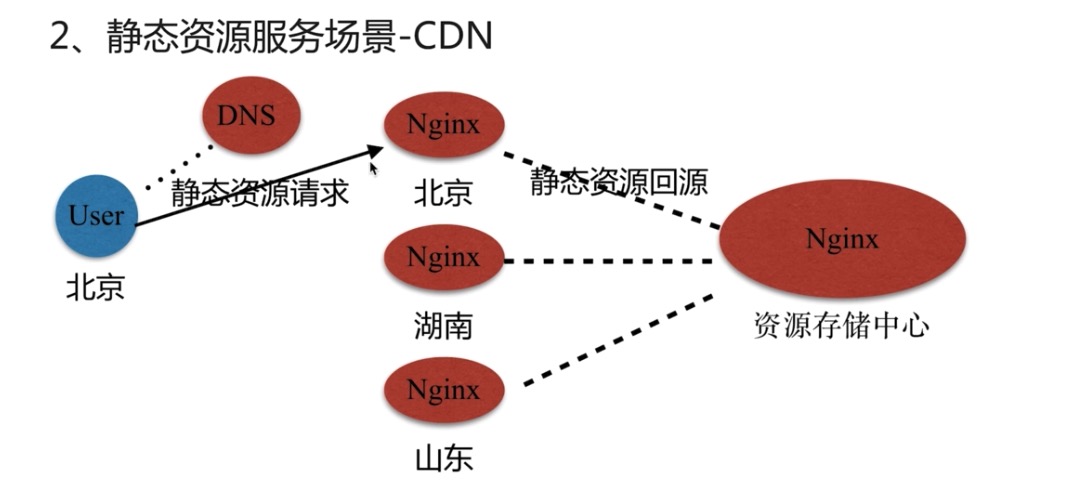 2、静态资源服务场景-CDN
DNS
Nginx
静态资源请求
北京
静态资源回源
User
北京
Nginx
湖南
Nginx
资源存储中心
Nginx
山东